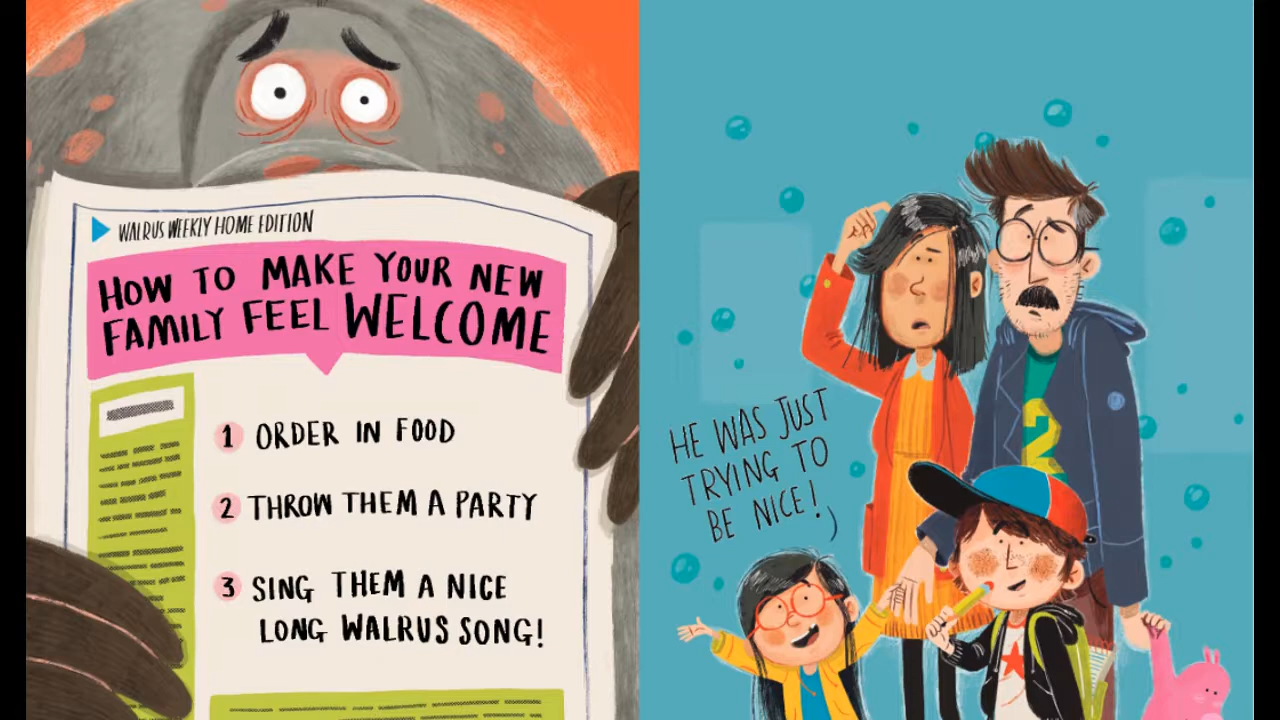 WALRUS WEEKLY HOME EDITION
HOW TO MAKE YOUR NEW
FAMILY FEEL WELCOME
1 ORDER IN FOOD
2 THROW THEM A PARTY
3 SING THEM A NICE
LONG WALRUS SONG!
HE WAS JUST
TRYING TO
BE NICE!
2